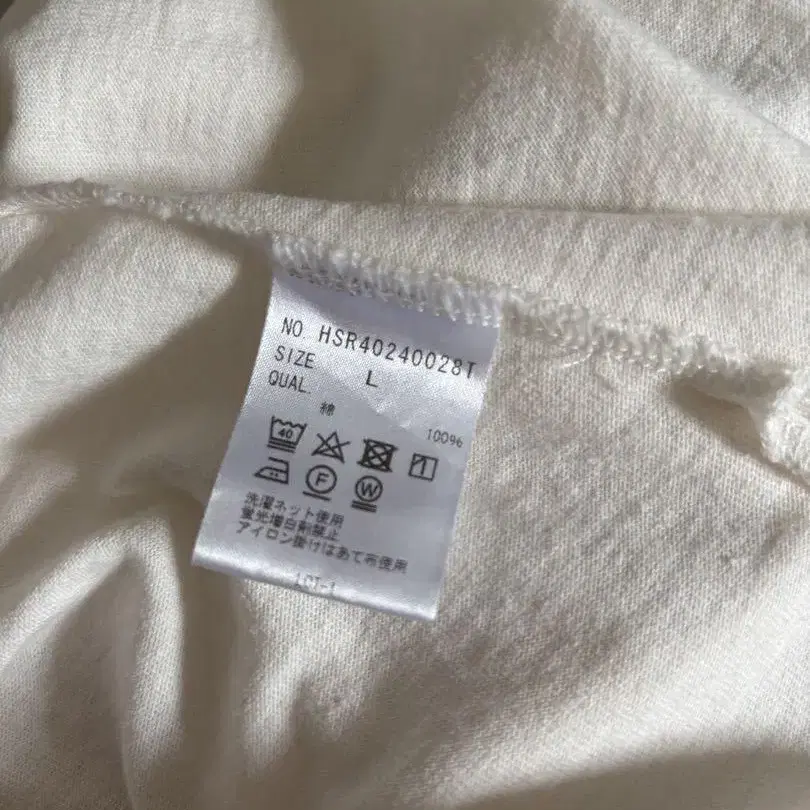 NO HSR40240028T
SIZE L
QUAL.
綿 100%
40
F W
洗濯ネット使用
蛍光増白剤禁止
アイロン掛けはあて布使用